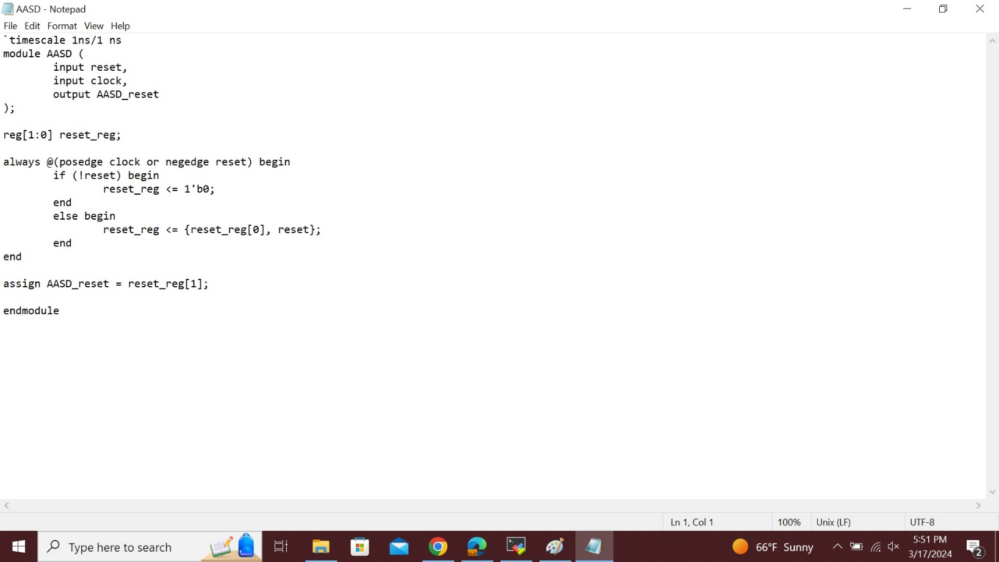 AASD - Notepad
File Edit Format View Help
`timescale 1ns/1 ns
module AASD (
input reset,
input clock,
output AASD_reset
);
reg[1:0] reset_reg;
always @(posedge clock or negedge reset) begin
if (!reset) begin
reset_reg <= 1'b0;
end
else begin
reset_reg <= {reset_reg[0], reset};
end
end
assign AASD_reset = reset_reg[1];
endmodule
Ln 1, Col 1 100% Unix (LF) UTF-8
Type here to search 66°F Sunny 5:51 PM
3/17/2024 2